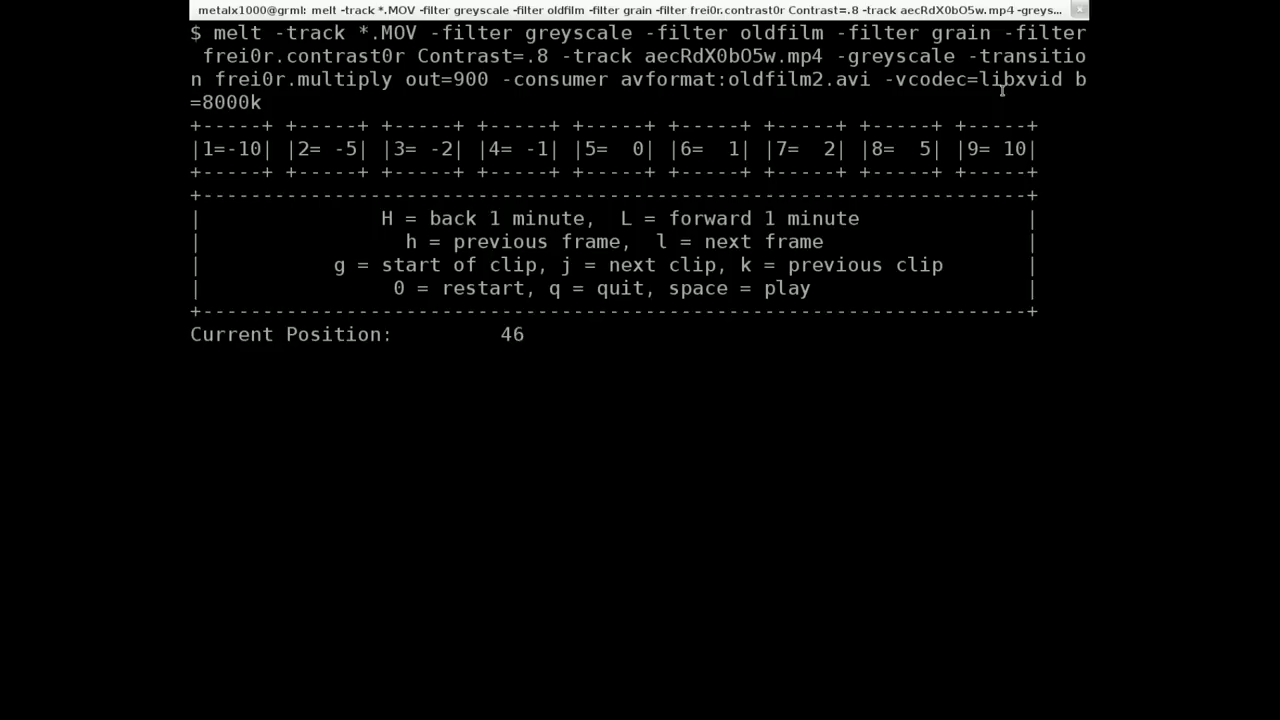 metalx1000@grml: melt -track *.MOV -filter greyscale -filter oldfilm -filter grain -filter frei0r.contrast0r Contrast=.8 -track aecRdX0bO5w.mp4 -greys...
$ melt -track *.MOV -filter greyscale -filter oldfilm -filter grain -filter
 frei0r.contrast0r Contrast=.8 -track aecRdX0bO5w.mp4 -greyscale -transitio
n frei0r.multiply out=900 -consumer avformat:oldfilm2.avi -vcodec=libxvid b
=8000k
+-----+ +-----+ +-----+ +-----+ +-----+ +-----+ +-----+ +-----+ +-----+
|1=-10| |2= -5| |3= -2| |4= -1| |5=  0| |6=  1| |7=  2| |8=  5| |9= 10|
+-----+ +-----+ +-----+ +-----+ +-----+ +-----+ +-----+ +-----+ +-----+
+---------------------------------------------------------------------+
|               H = back 1 minute,  L = forward 1 minute              |
|                 h = previous frame,  l = next frame                 |
|           g = start of clip, j = next clip, k = previous clip       |
|                0 = restart, q = quit, space = play                  |
+---------------------------------------------------------------------+
Current Position:         46